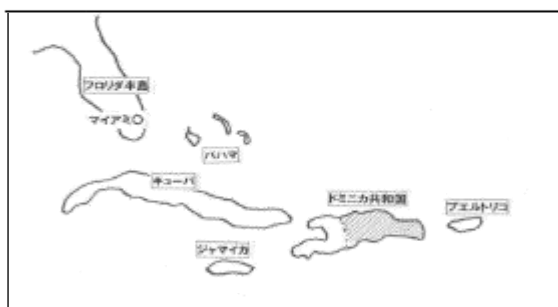 フロリダ半島
マイアミ
バハマ
キューバ
ドミニカ共和国
プエルトリコ
ジャマイカ